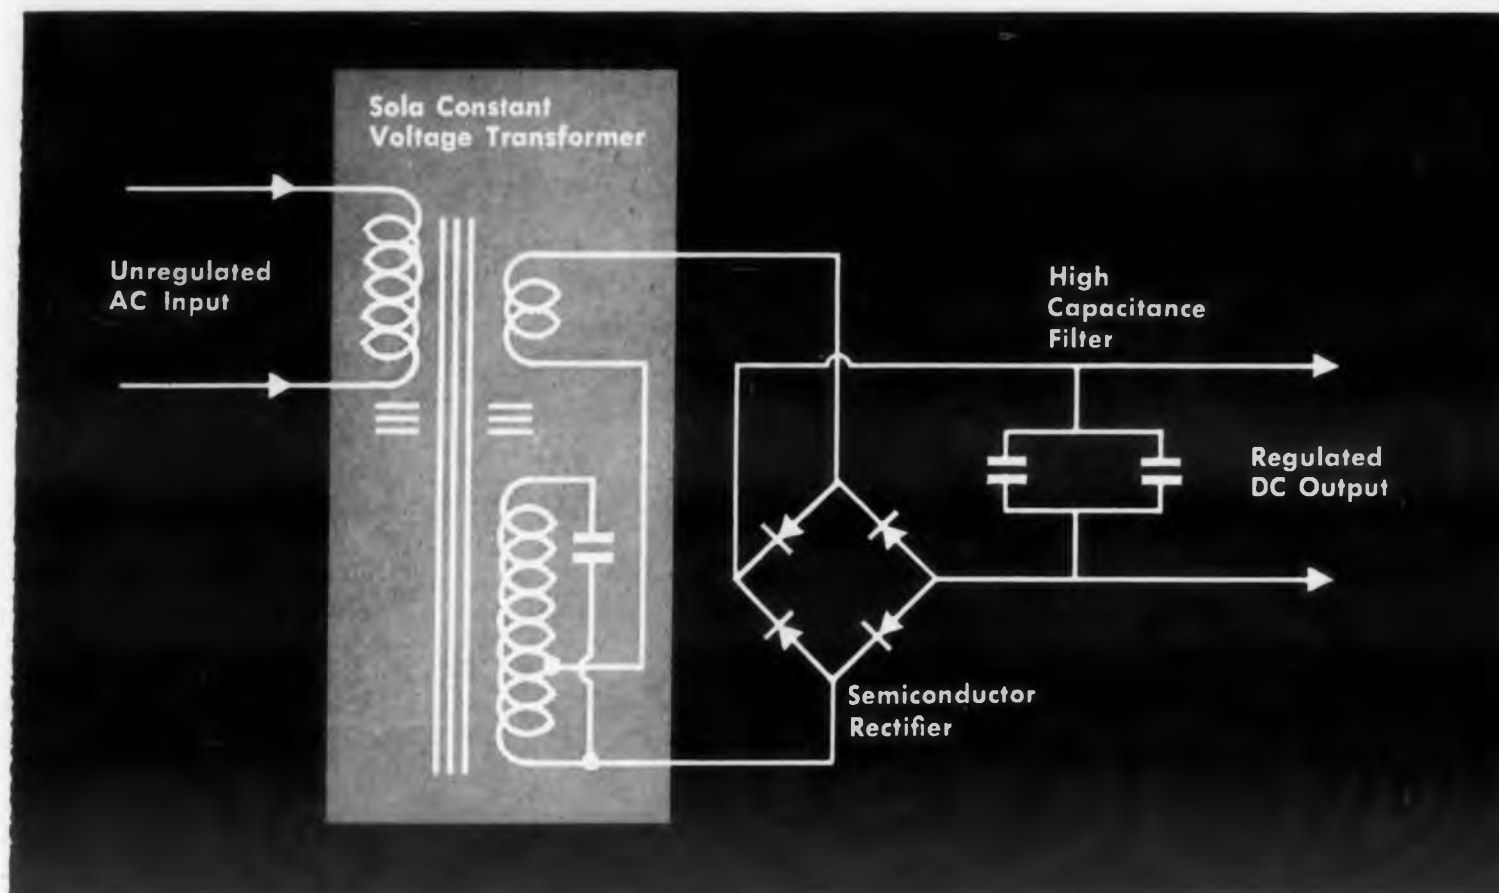 Sola Constant
Voltage Transformer
Unregulated
AC Input
High
Capacitance
Filter
Regulated
DC Output
Semiconductor
Rectifier